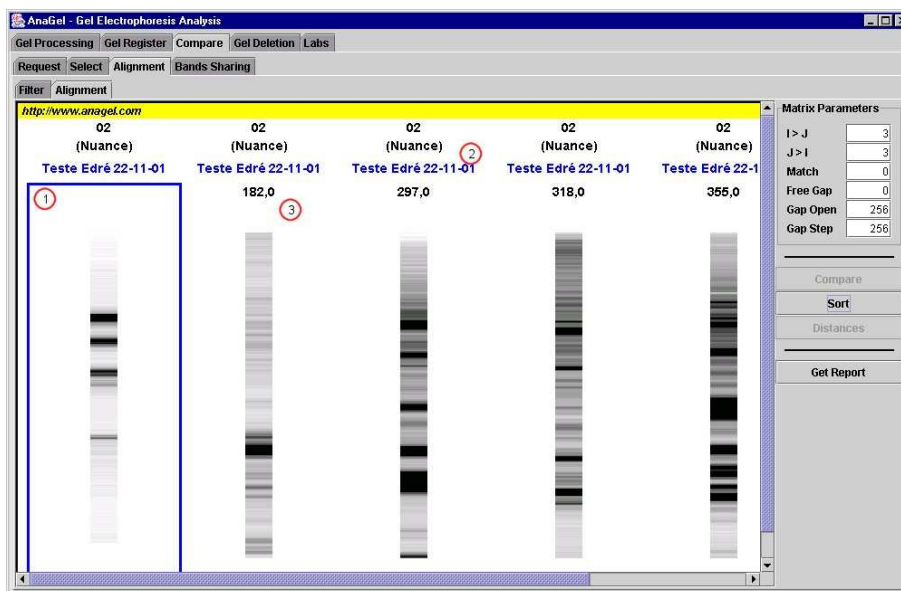 AnaGel - Gel Electrophoresis Analysis
Gel Processing Gel Register Compare Gel Deletion Labs
Request Select Alignment Bands Sharing
Filter Alignment
http://www.anagel.com
02 02 02 02 02
(Nuance) (Nuance) (Nuance) (Nuance) (Nuance)
2
Teste Edré 22-11-01 Teste Edré 22-11-01 Teste Edré 22-11-01 Teste Edré 22-11-01 Teste Edré 22-1
1 182,0 297,0 318,0 355,0
3
Matrix Parameters
I > J 3
J > I 3
Match 0
Free Gap 0
Gap Open 256
Gap Step 256
Compare
Sort
Distances
Get Report